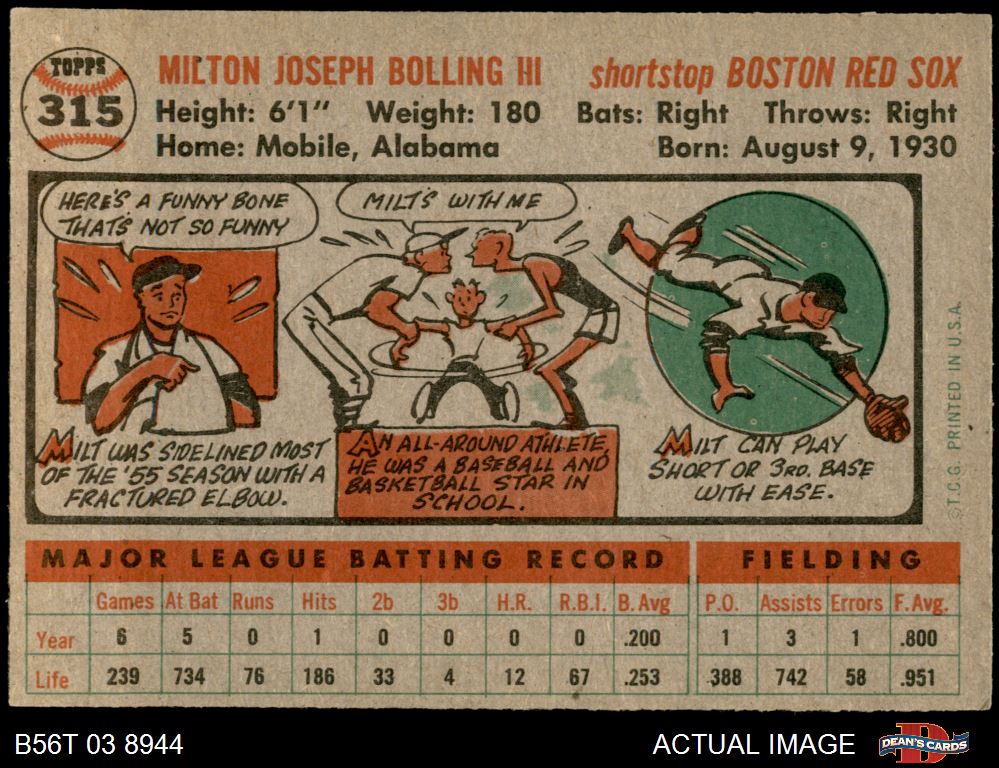 TOPPS
315
MILTON JOSEPH BOLLING III
shortstop BOSTON RED SOX
Height: 6'1" Weight: 180 Bats: Right Throws: Right
Home: Mobile, Alabama Born: August 9, 1930
HERE'S A FUNNY BONE
THAT'S NOT SO FUNNY
MILT WAS SIDELINED MOST
OF THE '55 SEASON WITH A
FRACTURED ELBOW.
MILT'S WITH ME
AN ALL-AROUND ATHLETE,
HE WAS A BASEBALL AND
BASKETBALL STAR IN
SCHOOL.
MILT CAN PLAY
SHORT OR 3RD. BASE
WITH EASE.
©T.C.G. PRINTED IN U.S.A.
MAJOR LEAGUE BATTING RECORD FIELDING
Games At Bat Runs Hits 2b 3b H.R. R.B.I. B. Avg P.O. Assists Errors F. Avg.
Year 6 5 0 1 0 0 0 0 .200 1 3 1 .800
Life 239 734 76 186 33 4 12 67 .253 388 742 58 .951
B56T 03 8944
ACTUAL IMAGE
DEAN'S CARDS